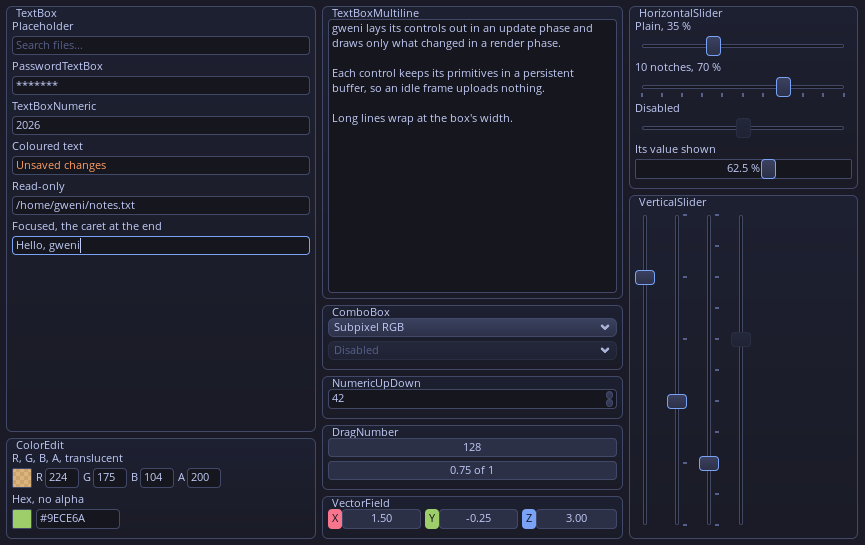 TextBox
Placeholder
Search files...
PasswordTextBox
*******
TextBoxNumeric
2026
Coloured text
Unsaved changes
Read-only
/home/gweni/notes.txt
Focused, the caret at the end
Hello, gweni
ColorEdit
R, G, B, A, translucent
R 224 G 175 B 104 A 200
Hex, no alpha
#9ECE6A
TextBoxMultiline
gweni lays its controls out in an update phase and
draws only what changed in a render phase.
Each control keeps its primitives in a persistent
buffer, so an idle frame uploads nothing.
Long lines wrap at the box's width.
ComboBox
Subpixel RGB
Disabled
NumericUpDown
42
DragNumber
128
0.75 of 1
VectorField
X 1.50 Y -0.25 Z 3.00
HorizontalSlider
Plain, 35 %
10 notches, 70 %
Disabled
Its value shown
62.5 %
VerticalSlider